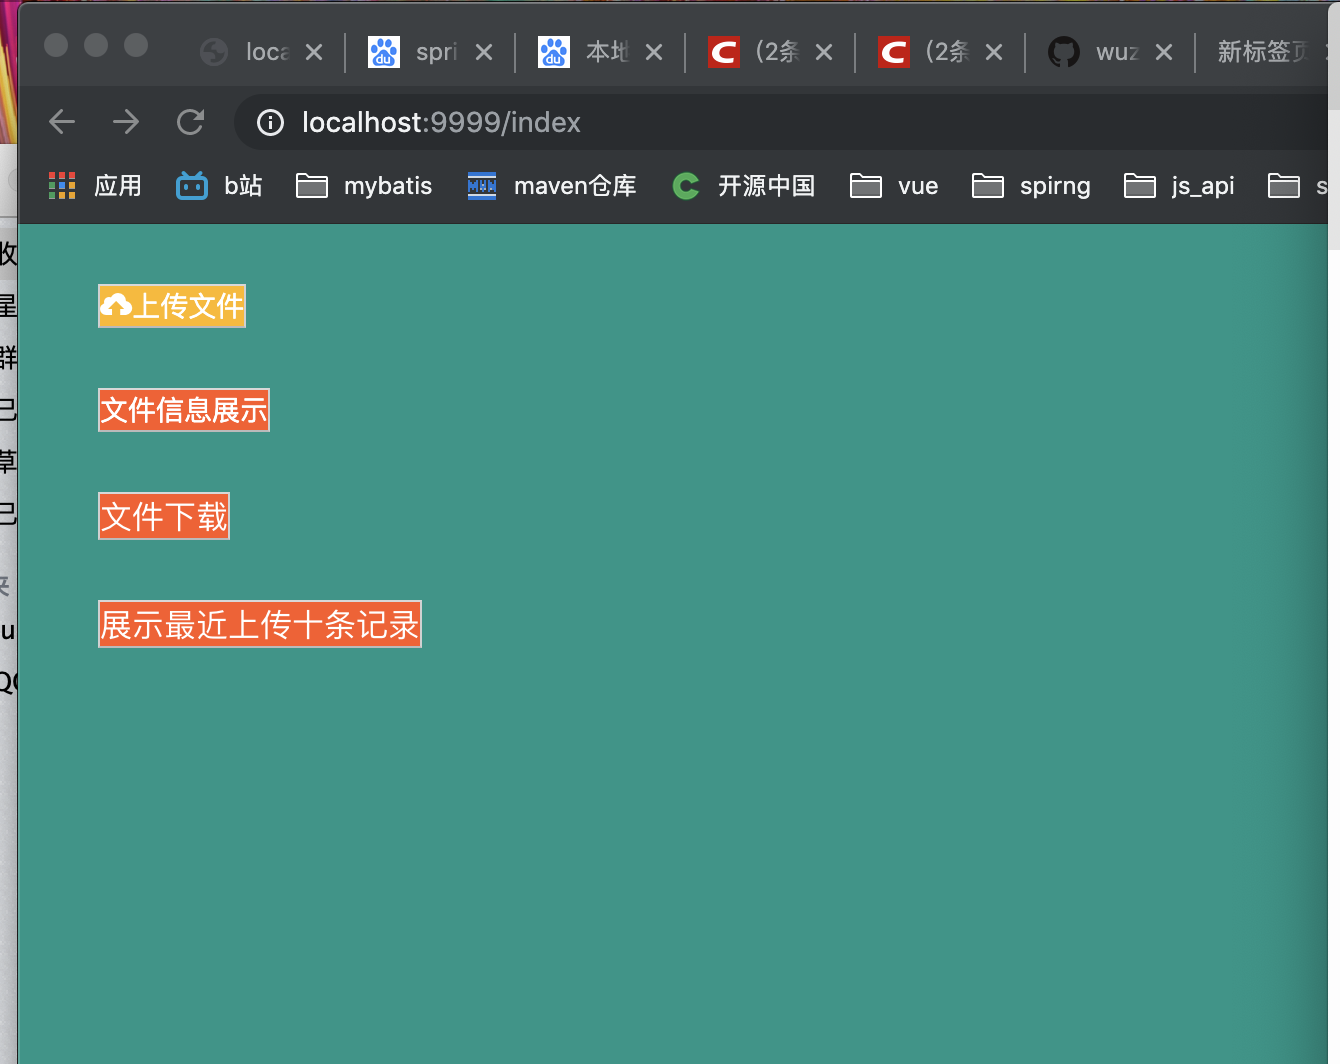 loca
spri
本地
(2条
(2条
wuz
新标签页
localhost:9999/index
应用
b站
mybatis
maven仓库
开源中国
vue
spirng
js_api
s
上传文件
文件信息展示
文件下载
展示最近上传十条记录
收
星
群
已
草
已
u